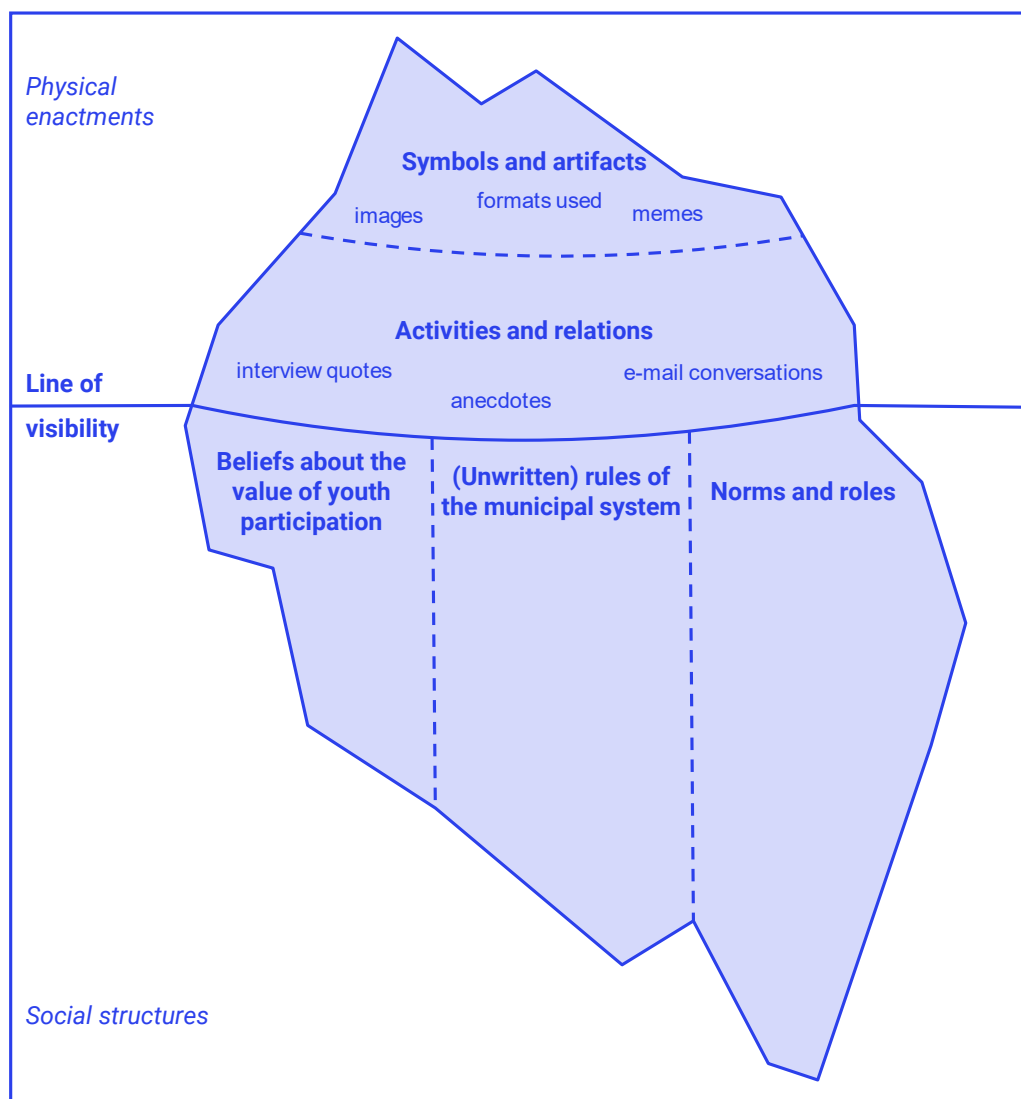 Physical
enactments
Symbols and artifacts
formats used
images
memes
Activities and relations
interview quotes
e-mail conversations
anecdotes
Line of
visibility
Beliefs about the
value of youth
participation
(Unwritten) rules of
the municipal system
Norms and roles
Social structures